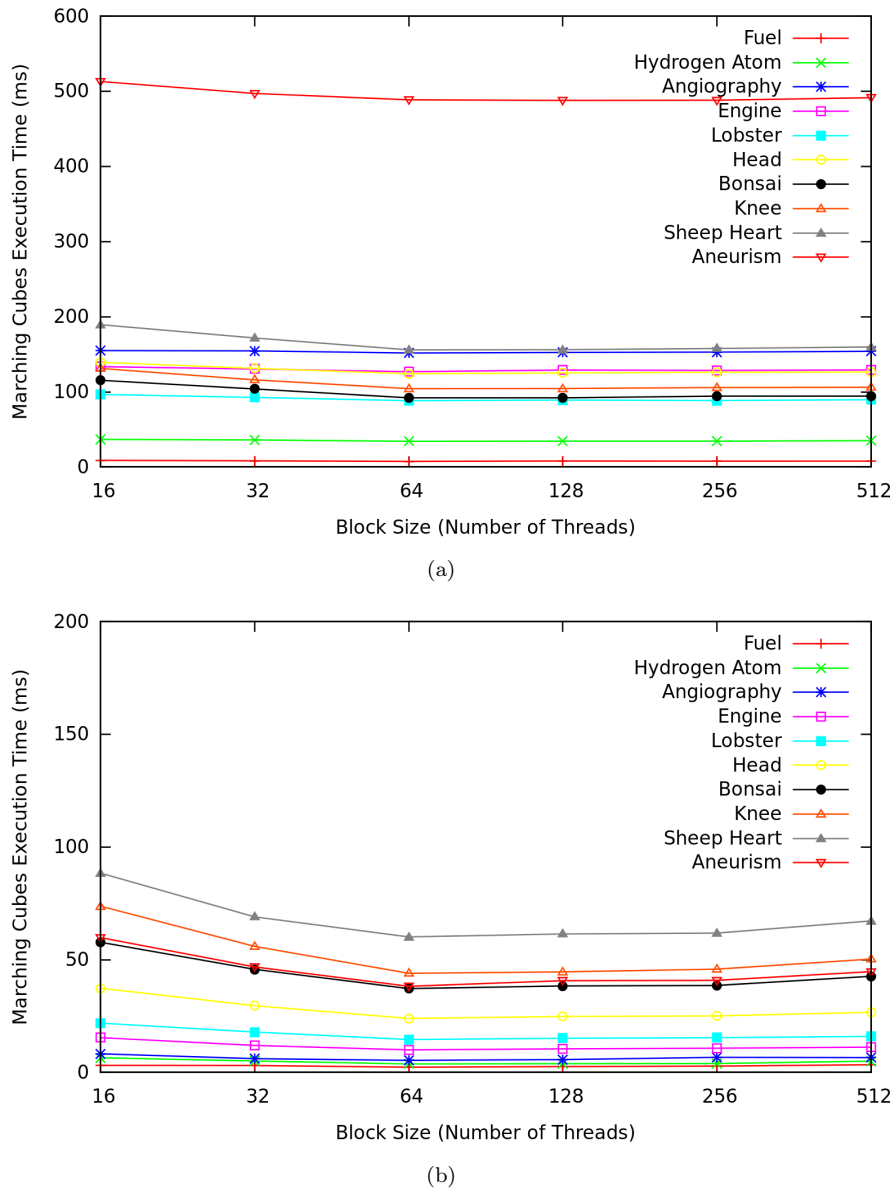 600
500
400
300
200
100
0
Marching Cubes Execution Time (ms)
Fuel
Hydrogen Atom
Angiography
Engine
Lobster
Head
Bonsai
Knee
Sheep Heart
Aneurism
16 32 64 128 256 512
Block Size (Number of Threads)
(a)
200
150
100
50
0
Marching Cubes Execution Time (ms)
Fuel
Hydrogen Atom
Angiography
Engine
Lobster
Head
Bonsai
Knee
Sheep Heart
Aneurism
16 32 64 128 256 512
Block Size (Number of Threads)
(b)